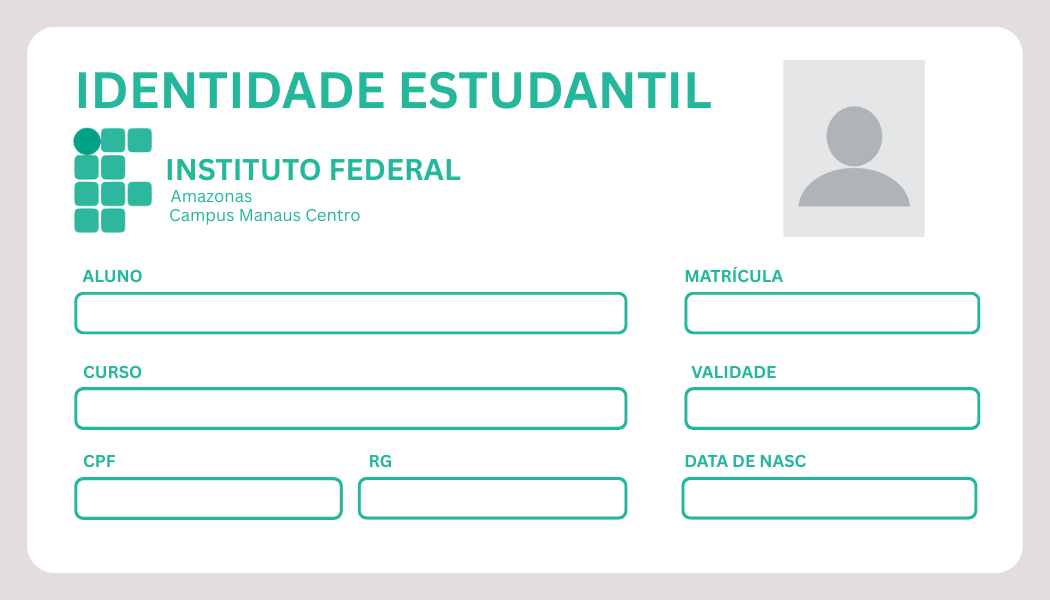 IDENTIDADE ESTUDANTIL
INSTITUTO FEDERAL
Amazonas
Campus Manaus Centro
ALUNO
MATRÍCULA
CURSO
VALIDADE
CPF
RG
DATA DE NASC